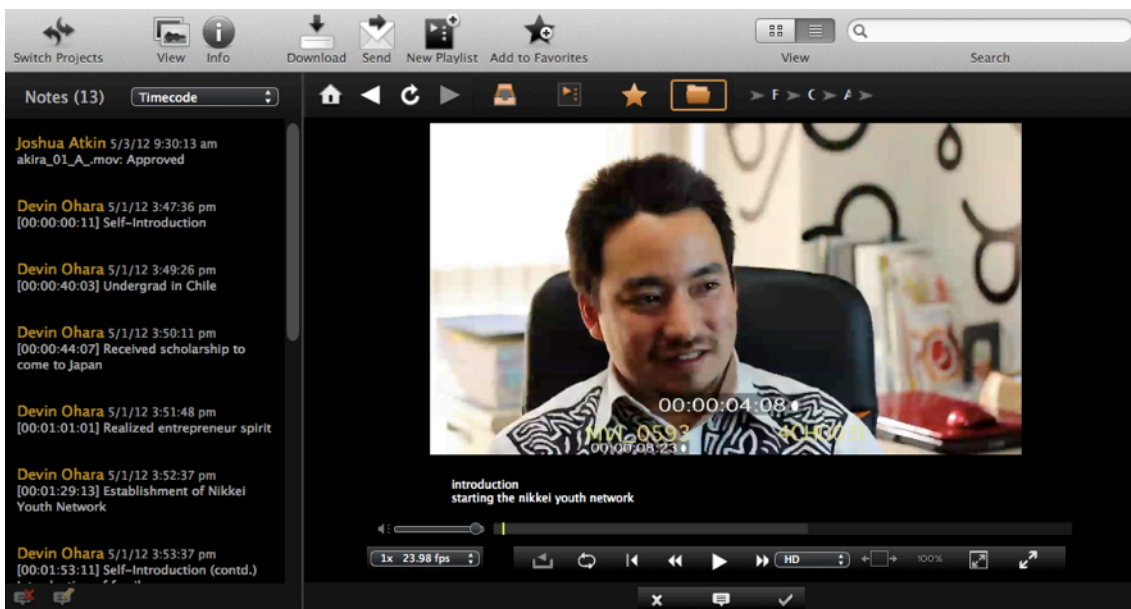 Switch Projects
View
Info
Download
Send
New Playlist
Add to Favorites
View
Search
Notes (13)
Timecode
F
C
A
Joshua Atkin 5/3/12 9:30:13 am
akira_01_A_.mov: Approved
Devin Ohara 5/1/12 3:47:36 pm
[00:00:00:11] Self-Introduction
Devin Ohara 5/1/12 3:49:26 pm
[00:00:40:03] Undergrad in Chile
Devin Ohara 5/1/12 3:50:11 pm
[00:00:44:07] Received scholarship to
come to Japan
Devin Ohara 5/1/12 3:51:48 pm
[00:01:01:01] Realized entrepreneur spirit
Devin Ohara 5/1/12 3:52:37 pm
[00:01:29:13] Establishment of Nikkei
Youth Network
Devin Ohara 5/1/12 3:53:37 pm
[00:01:53:11] Self-Introduction (contd.)
00:00:04:08
MVI_0593
00:00:08:23
introduction
starting the nikkei youth network
1x 23.98 fps
HD
100%